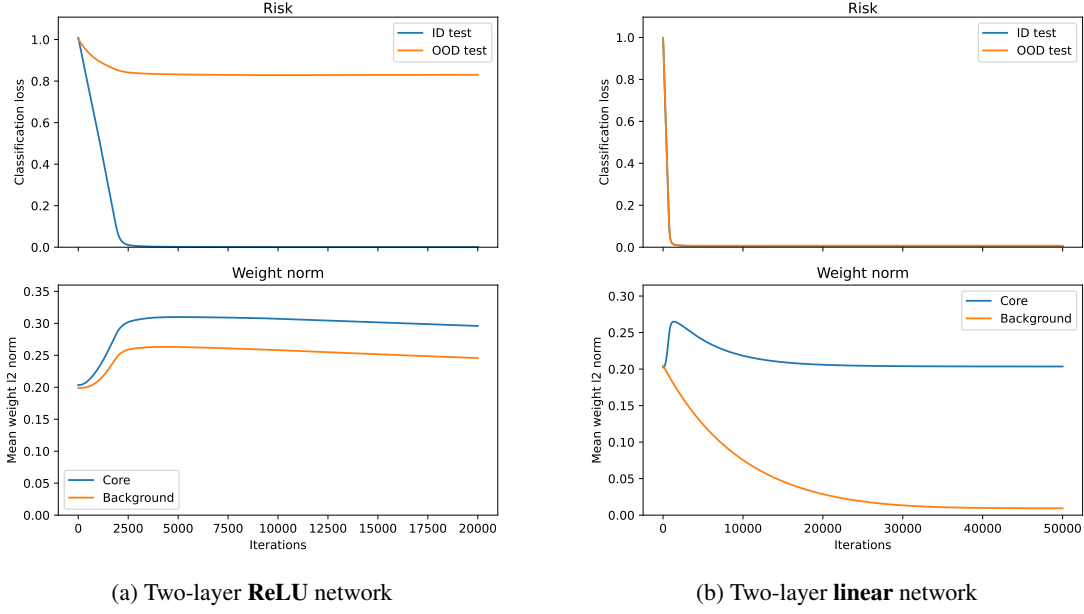 Risk
Classification loss
1.0
0.8
0.6
0.4
0.2
0.0
ID test
OOD test
Weight norm
Mean weight l2 norm
0.35
0.30
0.25
0.20
0.15
0.10
0.05
0.00
Core
Background
0 2500 5000 7500 10000 12500 15000 17500 20000
Iterations
(a) Two-layer ReLU network
Risk
Classification loss
1.0
0.8
0.6
0.4
0.2
0.0
ID test
OOD test
Weight norm
Mean weight l2 norm
0.30
0.25
0.20
0.15
0.10
0.05
0.00
Core
Background
0 10000 20000 30000 40000 50000
Iterations
(b) Two-layer linear network